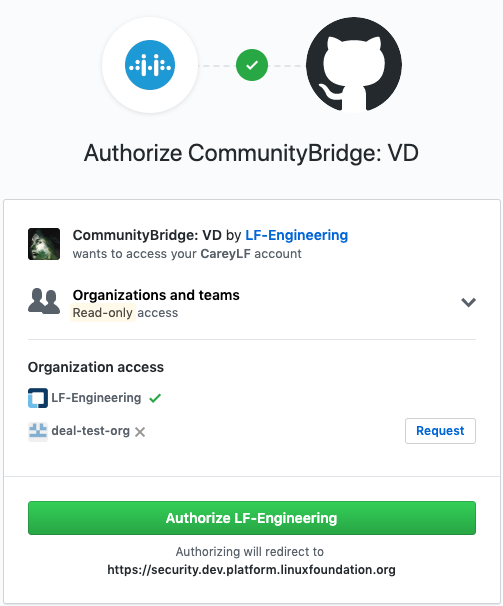 Authorize CommunityBridge: VD
CommunityBridge: VD by LF-Engineering
wants to access your CareyLF account
Organizations and teams
Read-only access
Organization access
LF-Engineering
deal-test-org
Request
Authorize LF-Engineering
Authorizing will redirect to
https://security.dev.platform.linuxfoundation.org